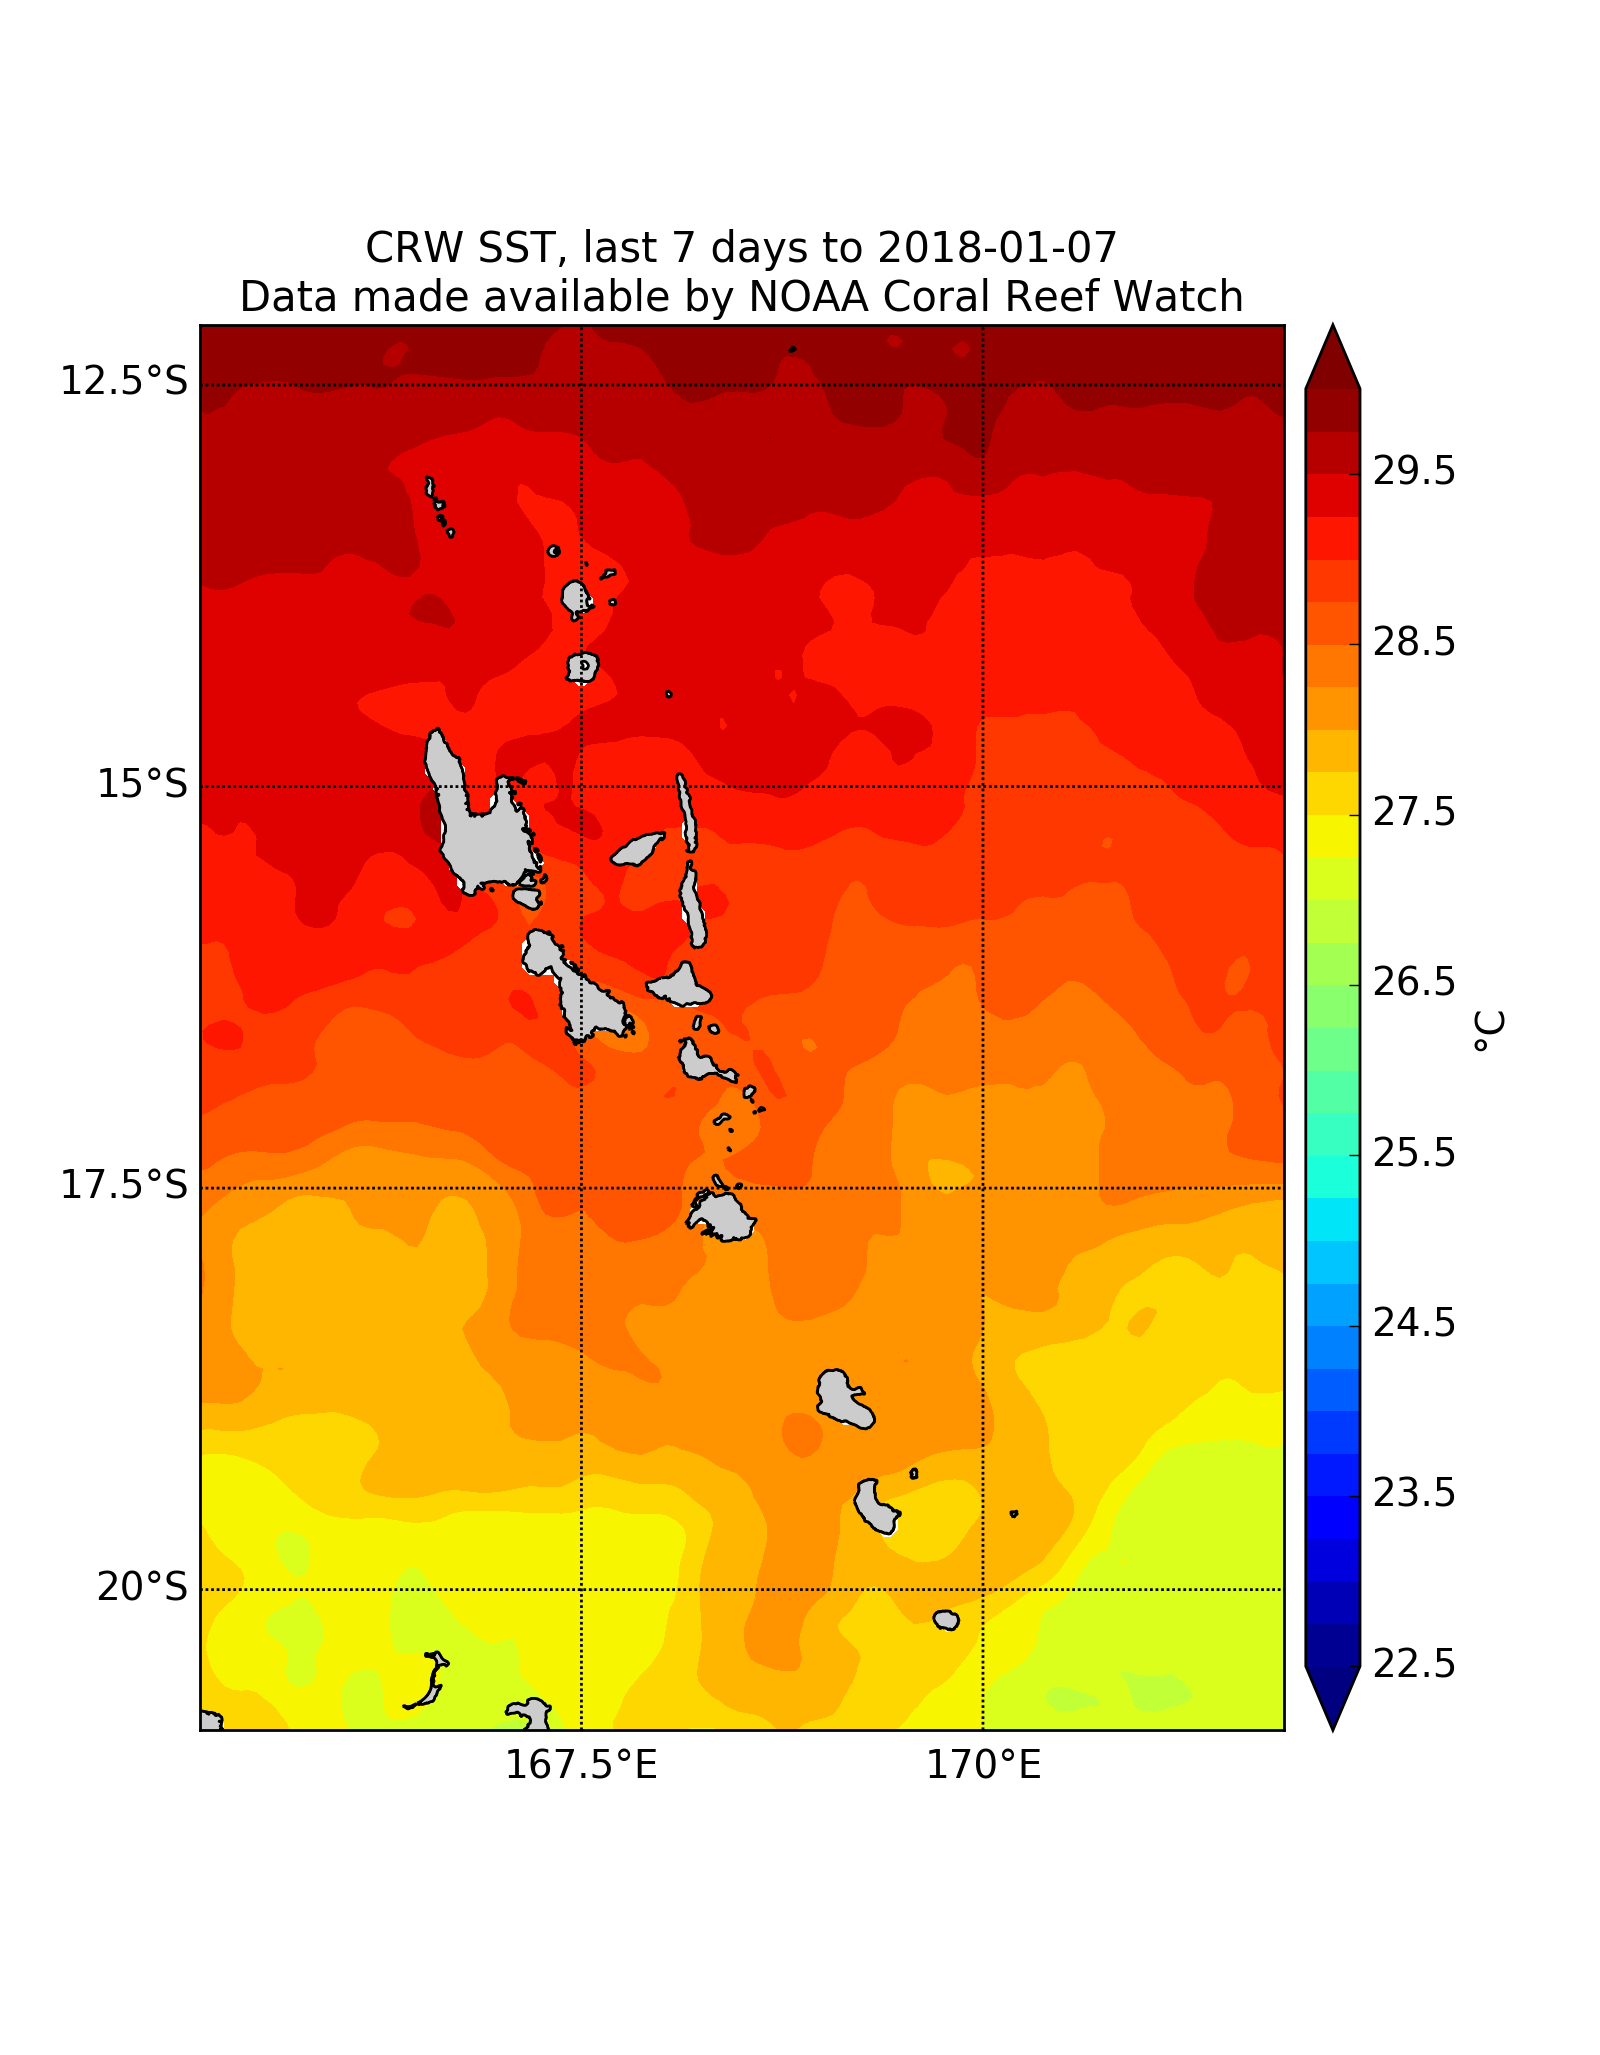 CRW SST, last 7 days to 2018-01-07
Data made available by NOAA Coral Reef Watch
12.5°S
15°S
17.5°S
20°S
167.5°E
170°E
29.5
28.5
27.5
26.5
25.5
24.5
23.5
22.5
°C